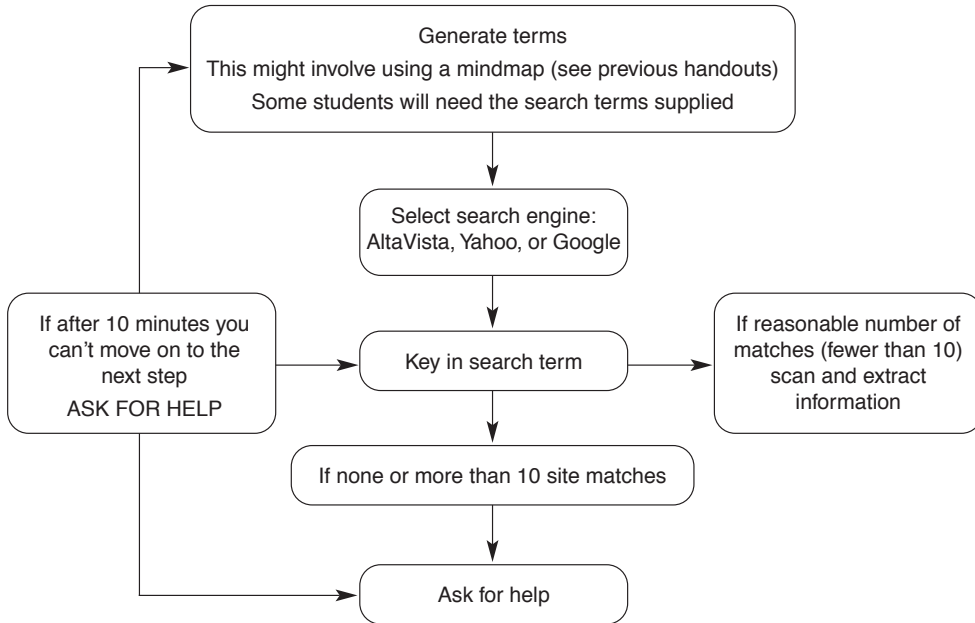 Generate terms
This might involve using a mindmap (see previous handouts)
Some students will need the search terms supplied
Select search engine:
AltaVista, Yahoo, or Google
If after 10 minutes you
can’t move on to the
next step
ASK FOR HELP
Key in search term
If reasonable number of
matches (fewer than 10)
scan and extract
information
If none or more than 10 site matches
Ask for help